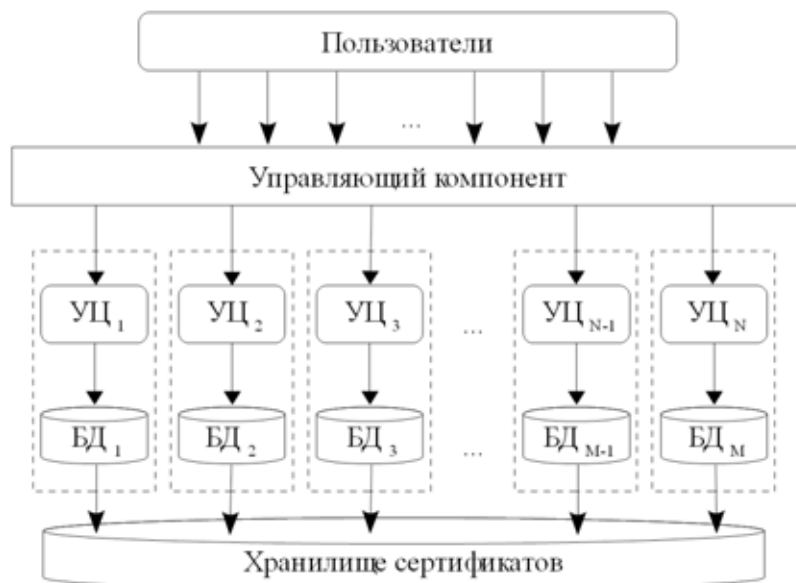 Пользователи
...
Управляющий компонент
УЦ 1 УЦ 2 УЦ 3 ... УЦ N-1 УЦ N
БД 1 БД 2 БД 3 ... БД M-1 БД M
Хранилище сертификатов